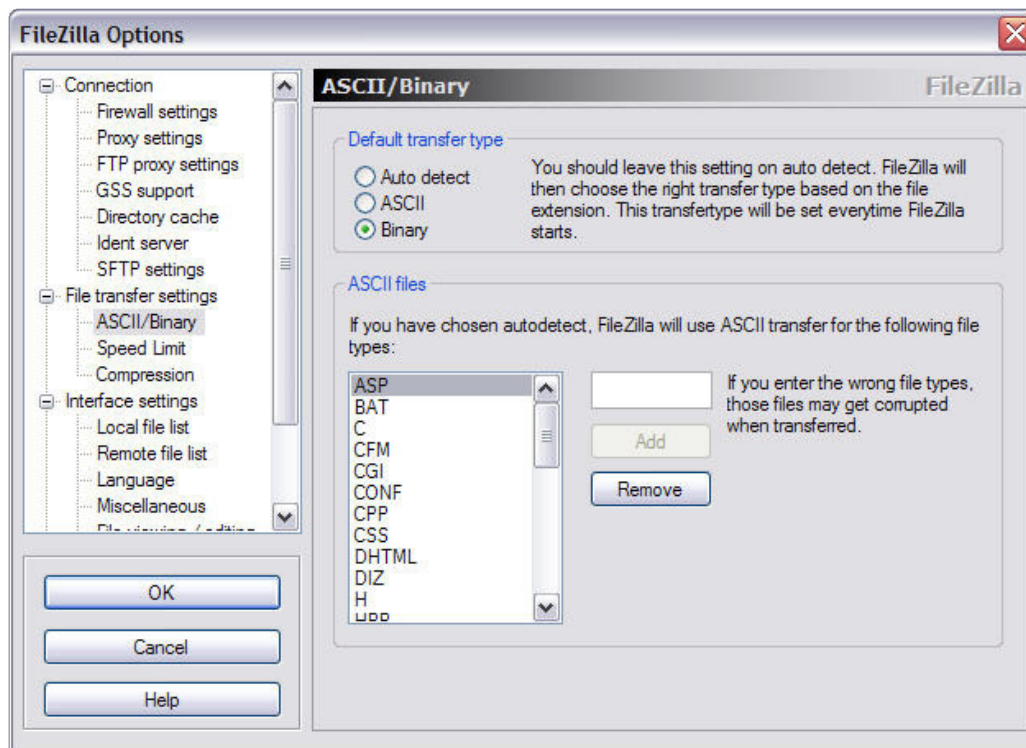 FileZilla Options
Connection
Firewall settings
Proxy settings
FTP proxy settings
GSS support
Directory cache
Ident server
SFTP settings
File transfer settings
ASCII/Binary
Speed Limit
Compression
Interface settings
Local file list
Remote file list
Language
Miscellaneous
File viewing / editing
OK
Cancel
Help
ASCII/Binary
FileZilla
Default transfer type
Auto detect
ASCII
Binary
You should leave this setting on auto detect. FileZilla will
then choose the right transfer type based on the file
extension. This transfertype will be set everytime FileZilla
starts.
ASCII files
If you have chosen autodetect, FileZilla will use ASCII transfer for the following file
types:
ASP
BAT
C
CFM
CGI
CONF
CPP
CSS
DHTML
DIZ
H
HPP
If you enter the wrong file types,
those files may get corrupted
when transferred.
Add
Remove